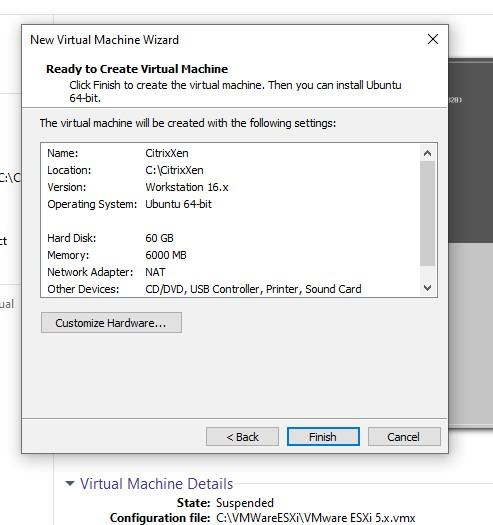 New Virtual Machine Wizard
Ready to Create Virtual Machine
Click Finish to create the virtual machine. Then you can install Ubuntu
64-bit.
The virtual machine will be created with the following settings:
Name: CitrixXen
Location: C:\CitrixXen
Version: Workstation 16.x
Operating System: Ubuntu 64-bit
Hard Disk: 60 GB
Memory: 6000 MB
Network Adapter: NAT
Other Devices: CD/DVD, USB Controller, Printer, Sound Card
Customize Hardware...
< Back Finish Cancel
Virtual Machine Details
State: Suspended
Configuration file: C:\VMWareESXi\VMware ESXi 5.x.vmx